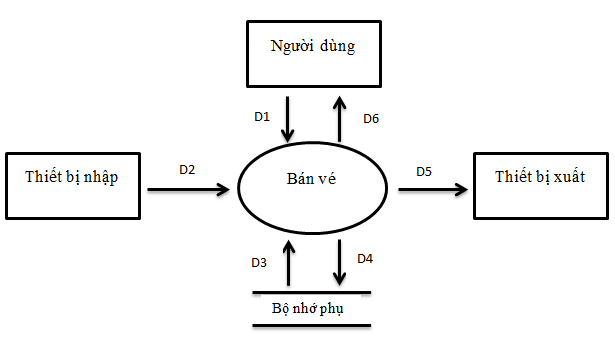 Người dùng
D1
D6
Thiết bị nhập
D2
Bán vé
D5
Thiết bị xuất
D3
D4
Bộ nhớ phụ